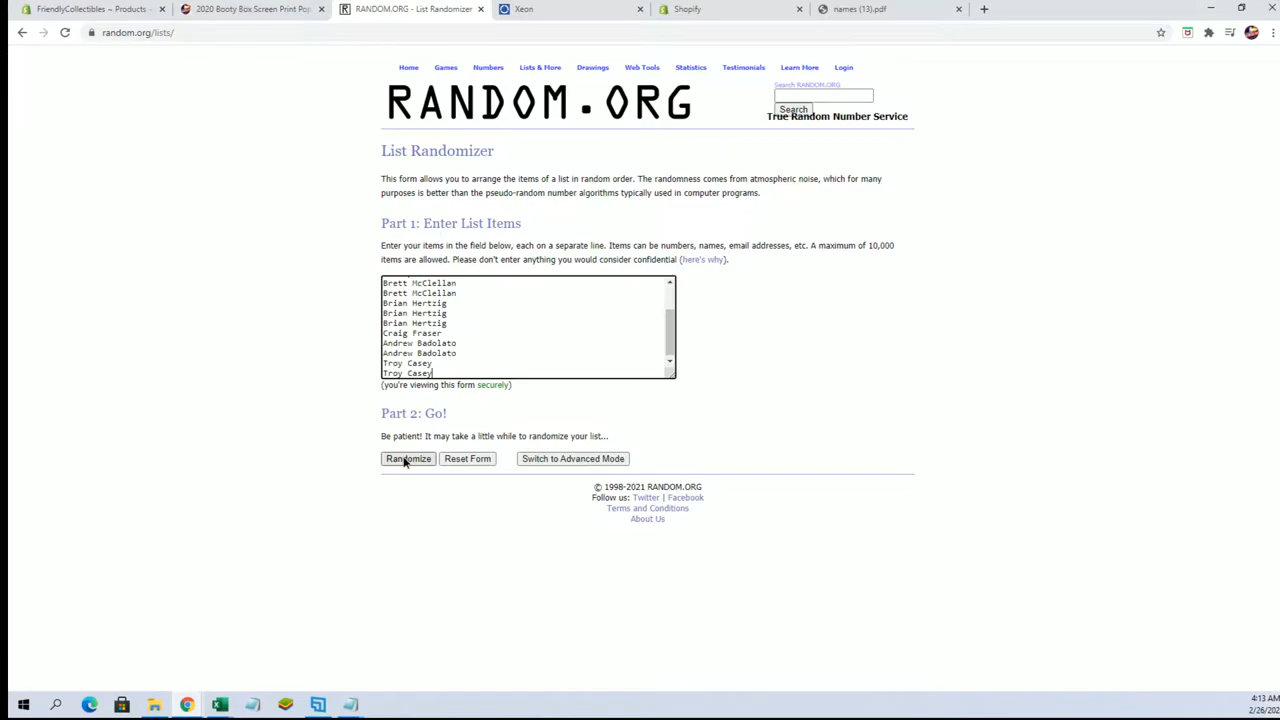 FriendlyCollectibles ~ Products
2020 Booty Box Screen Print Pop
RANDOM.ORG - List Randomizer
Xeon
Shopify
names (13).pdf
random.org/lists/
Home Games Numbers Lists & More Drawings Web Tools Statistics Testimonials Learn More Login
RANDOM.ORG
Search RANDOM.ORG
Search
True Random Number Service
List Randomizer
This form allows you to arrange the items of a list in random order. The randomness comes from atmospheric noise, which for many
purposes is better than the pseudo-random number algorithms typically used in computer programs.
Part 1: Enter List Items
Enter your items in the field below, each on a separate line. Items can be numbers, names, email addresses, etc. A maximum of 10,000
items are allowed. Please don't enter anything you would consider confidential (here's why).
Brett McClellan
Brett McClellan
Brian Hertzig
Brian Hertzig
Brian Hertzig
Craig Fraser
Andrew Badolato
Andrew Badolato
Troy Casey
Troy Casey
(you're viewing this form securely)
Part 2: Go!
Be patient! It may take a little while to randomize your list...
Randomize Reset Form Switch to Advanced Mode
© 1998-2021 RANDOM.ORG
Follow us: Twitter | Facebook
Terms and Conditions
About Us
4:13 AM
2/26/202